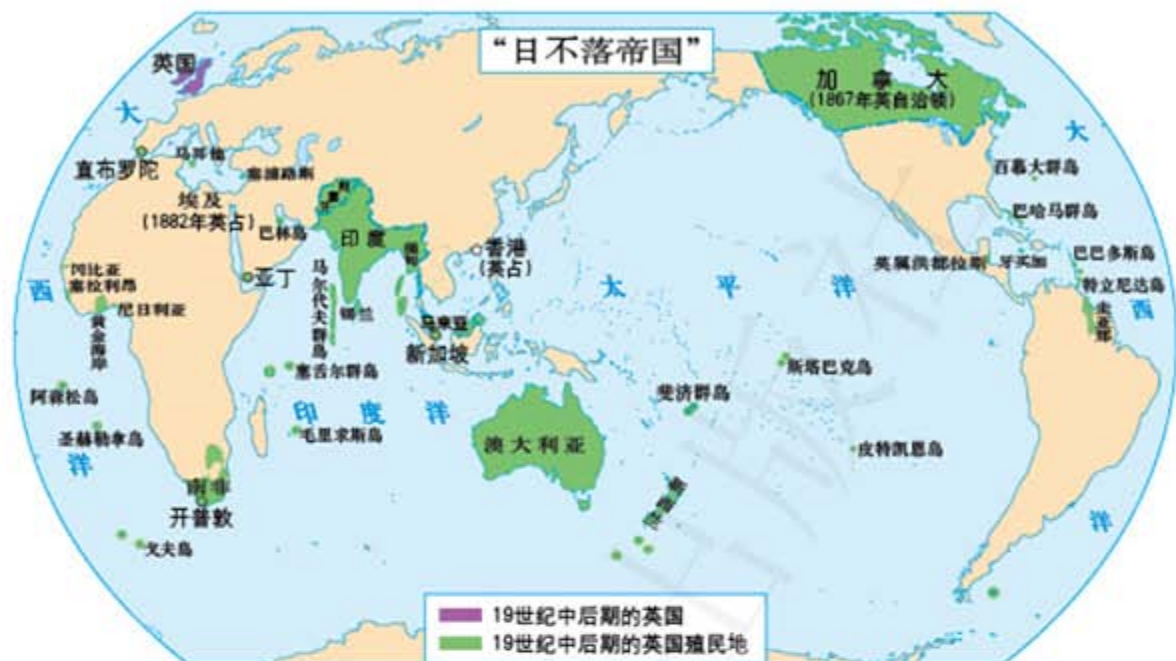 “日不落帝国”
英国
加拿大
(1867年英自治领)
大
大
直布罗陀
马耳他
塞浦路斯
百慕大群岛
埃及
(1882年英占)
巴林岛
印度
香港
(英占)
巴哈马群岛
英属洪都拉斯
牙买加
巴巴多斯岛
冈比亚
塞拉利昂
亚丁
西
太
平
洋
特立尼达岛
西
尼日利亚
黄金海岸
马尔代夫群岛
锡兰
马来亚
新加坡
圭亚那
塞舌尔群岛
斯塔巴克岛
阿森松岛
斐济群岛
印
度
洋
圣赫勒拿岛
毛里求斯岛
澳大利亚
皮特凯恩岛
洋
南非
开普敦
新西兰
洋
戈夫岛
19世纪中后期的英国
19世纪中后期的英国殖民地